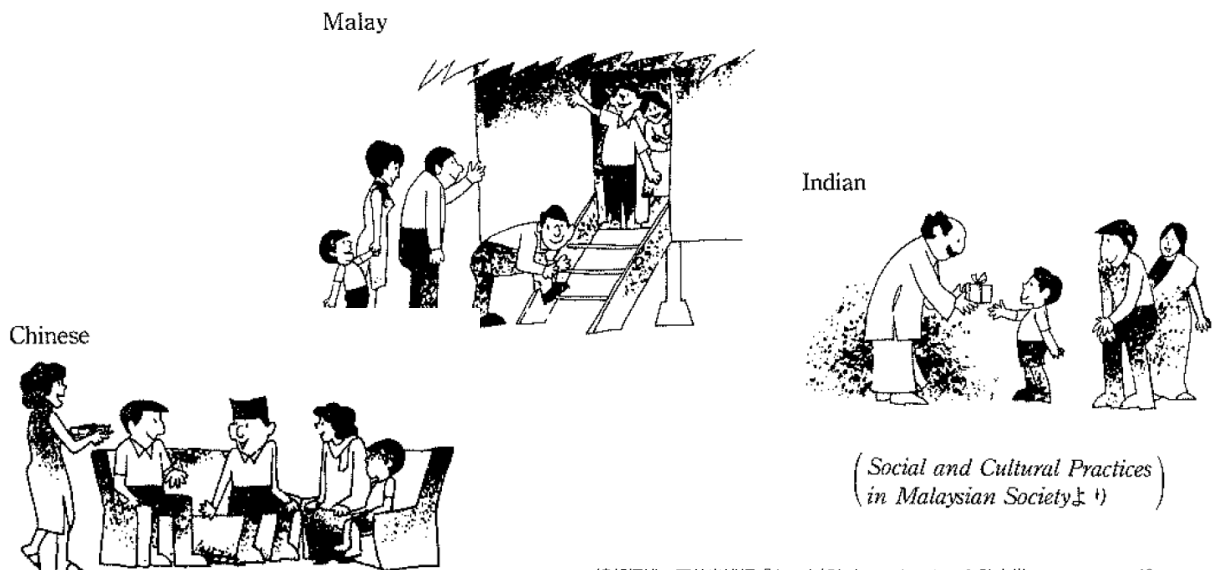 Malay
Indian
Chinese
Social and Cultural Practices
in Malaysian Societyより